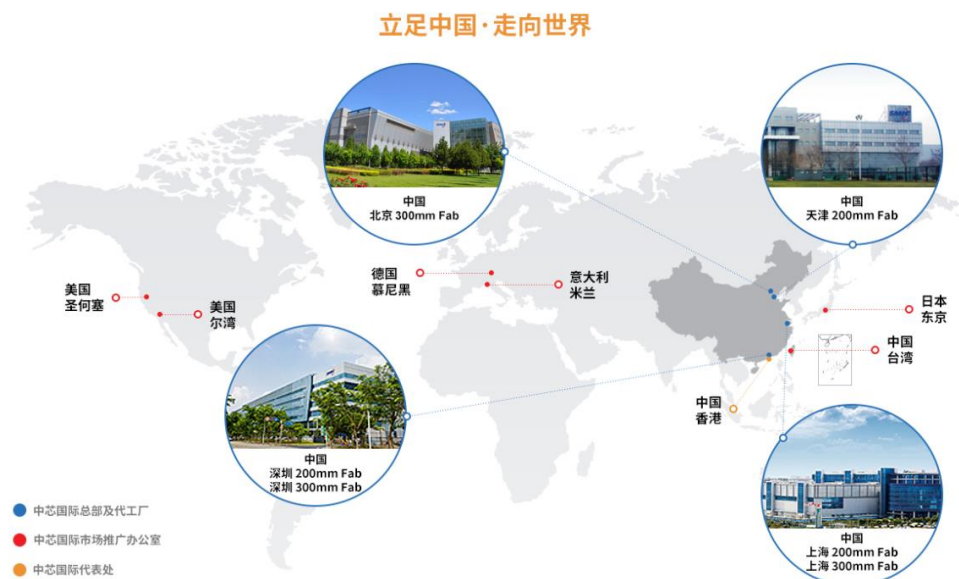 立足中国·走向世界
中国
北京 300mm Fab
中国
天津 200mm Fab
美国
圣何塞
美国
尔湾
德国
慕尼黑
意大利
米兰
日本
东京
中国
台湾
中国
香港
中国
深圳 200mm Fab
深圳 300mm Fab
中国
上海 200mm Fab
上海 300mm Fab
中芯国际总部及代工厂
中芯国际市场推广办公室
中芯国际代表处